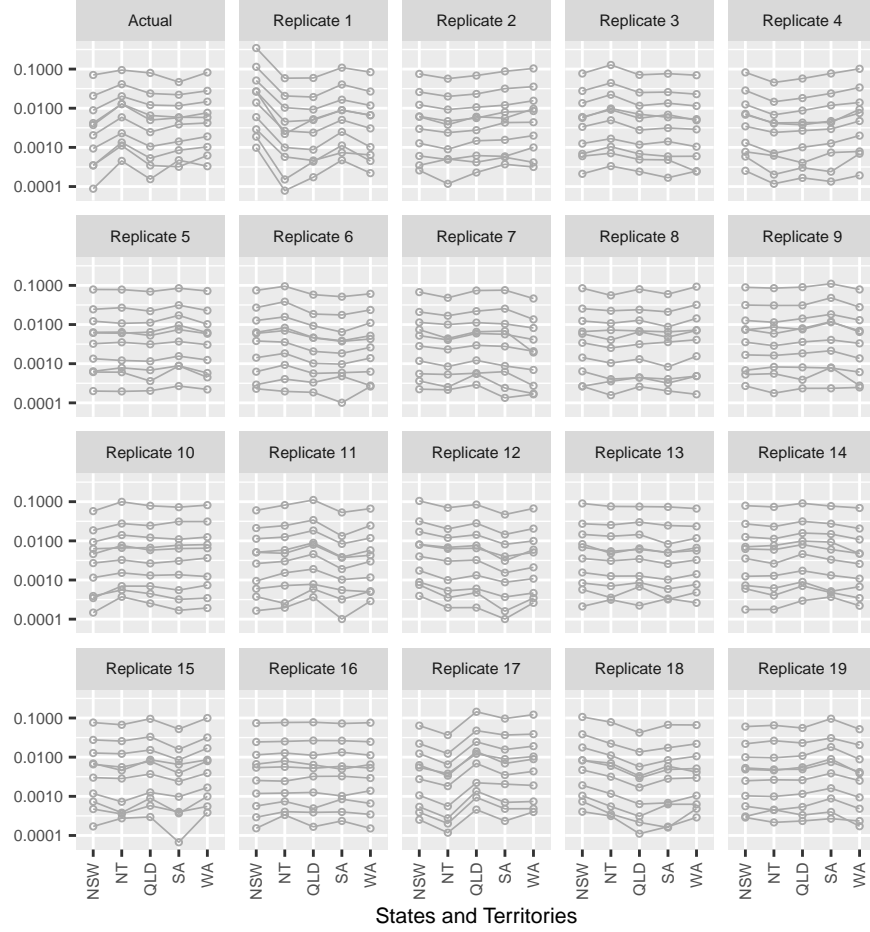 Actual Replicate 1 Replicate 2 Replicate 3 Replicate 4
0.1000
0.0100
0.0010
0.0001
Replicate 5 Replicate 6 Replicate 7 Replicate 8 Replicate 9
0.1000
0.0100
0.0010
0.0001
Replicate 10 Replicate 11 Replicate 12 Replicate 13 Replicate 14
0.1000
0.0100
0.0010
0.0001
Replicate 15 Replicate 16 Replicate 17 Replicate 18 Replicate 19
0.1000
0.0100
0.0010
0.0001
NSW NT QLD SA WA NSW NT QLD SA WA NSW NT QLD SA WA NSW NT QLD SA WA NSW NT QLD SA WA
States and Territories